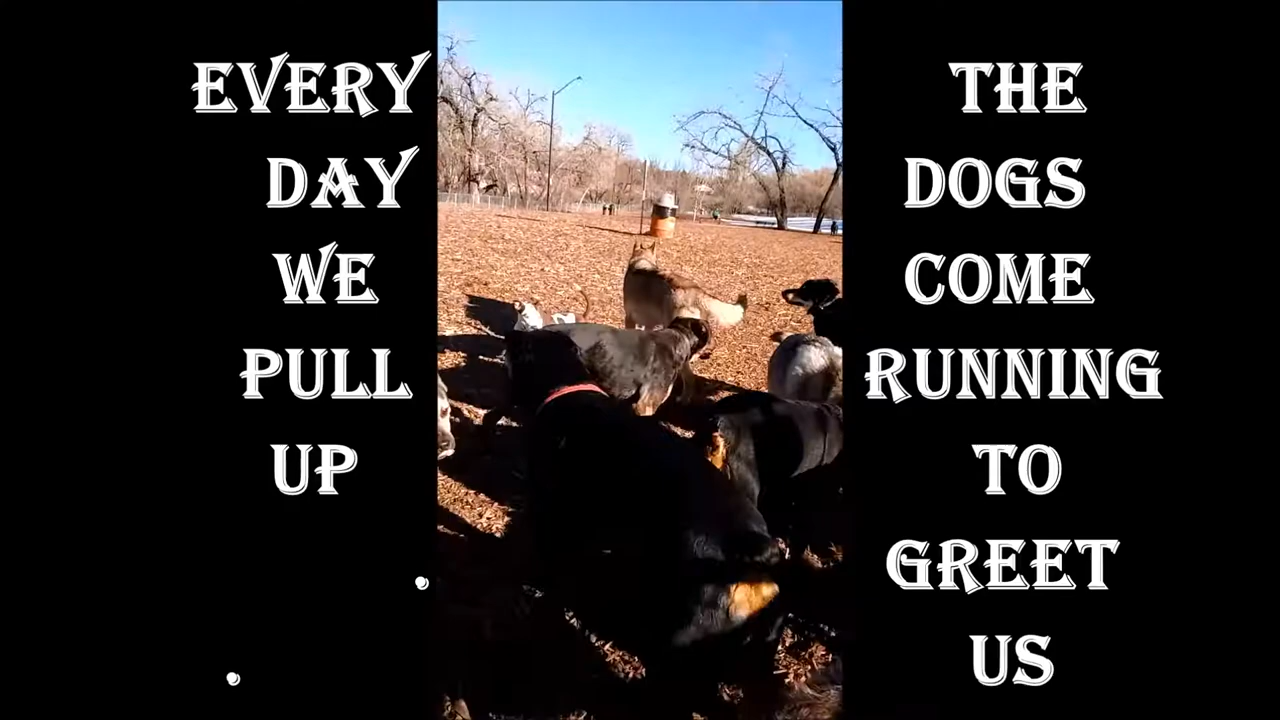 EVERY
DAY
WE
PULL
UP
.
.
THE
DOGS
COME
RUNNING
TO
GREET
US